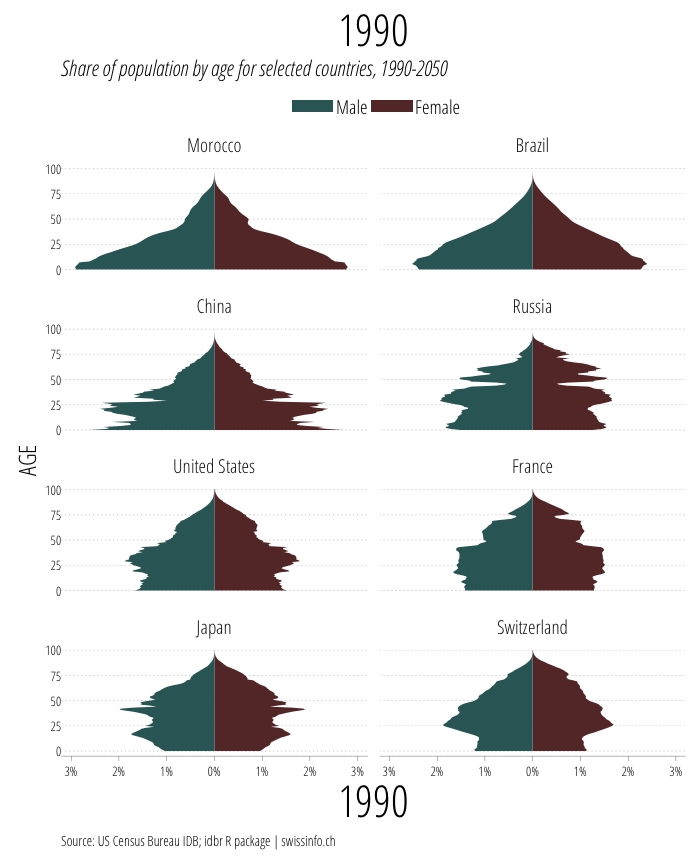 1990
Share of population by age for selected countries, 1990-2050
Male Female
Morocco Brazil
100
75
50
25
0
China Russia
100
75
50
25
0
AGE
United States France
100
75
50
25
0
Japan Switzerland
100
75
50
25
0
3% 2% 1% 0% 1% 2% 3% 3% 2% 1% 0% 1% 2% 3%
1990
Source: US Census Bureau IDB; idbr R package | swissinfo.ch